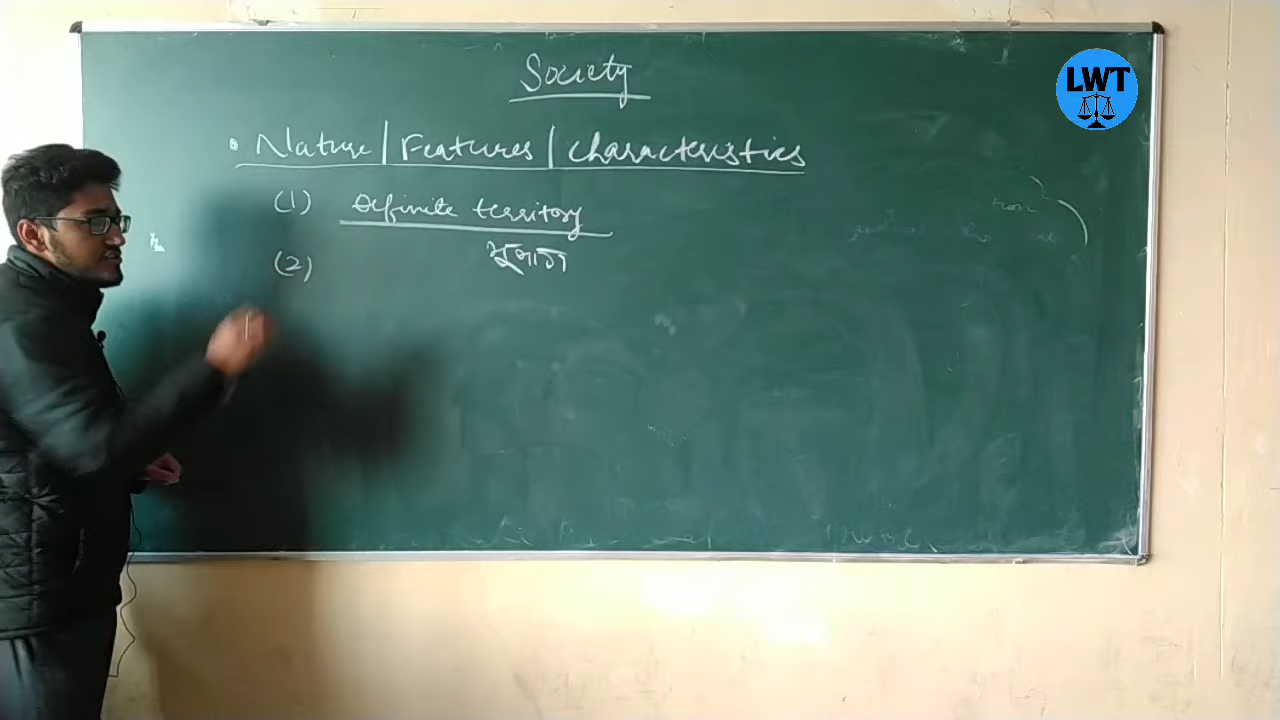 Society
LWT
• Nature | Features | Characteristics
(1) Definite territory
(2) भूभाग